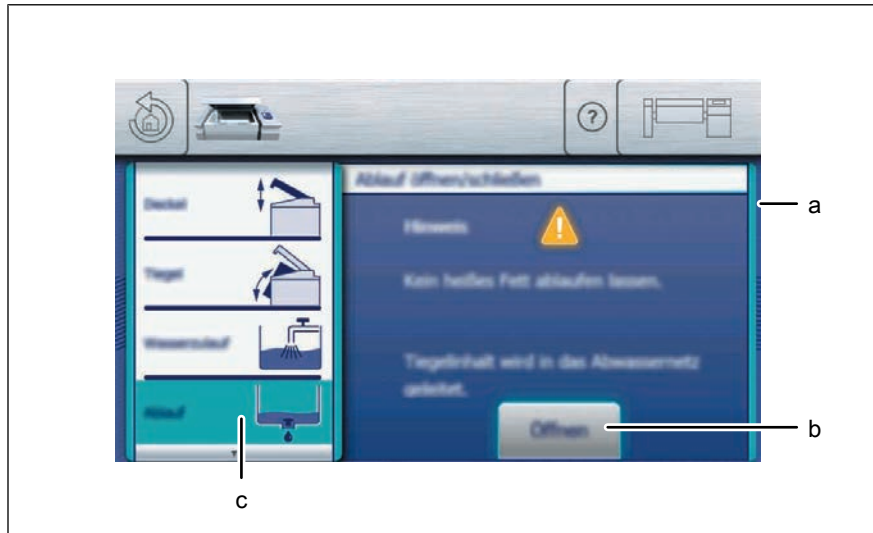 ?
Deckel
Ablauf öffnen/schließen
a
Hinweis
Tiegel
Kein heißes Fett ablaufen lassen.
Wasserzulauf
Tiegelinhalt wird in das Abwassernetz
geleitet.
Ablauf
Öffnen
b
c